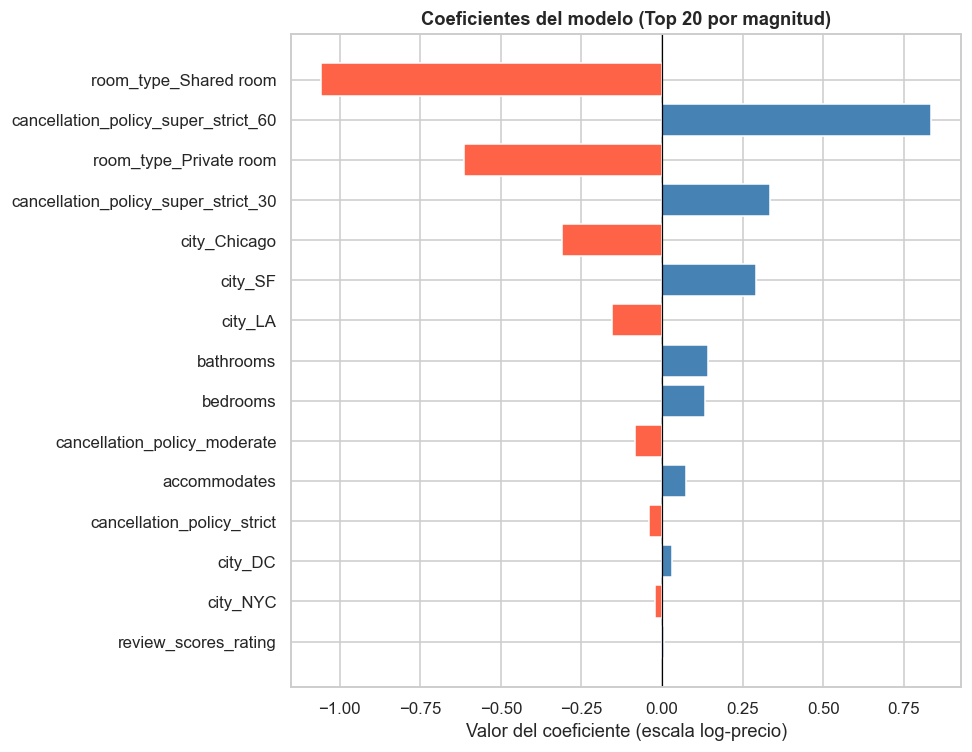 Coeficientes del modelo (Top 20 por magnitud)
room_type_Shared room
cancellation_policy_super_strict_60
room_type_Private room
cancellation_policy_super_strict_30
city_Chicago
city_SF
city_LA
bathrooms
bedrooms
cancellation_policy_moderate
accommodates
cancellation_policy_strict
city_DC
city_NYC
review_scores_rating
−1.00 −0.75 −0.50 −0.25 0.00 0.25 0.50 0.75
Valor del coeficiente (escala log-precio)